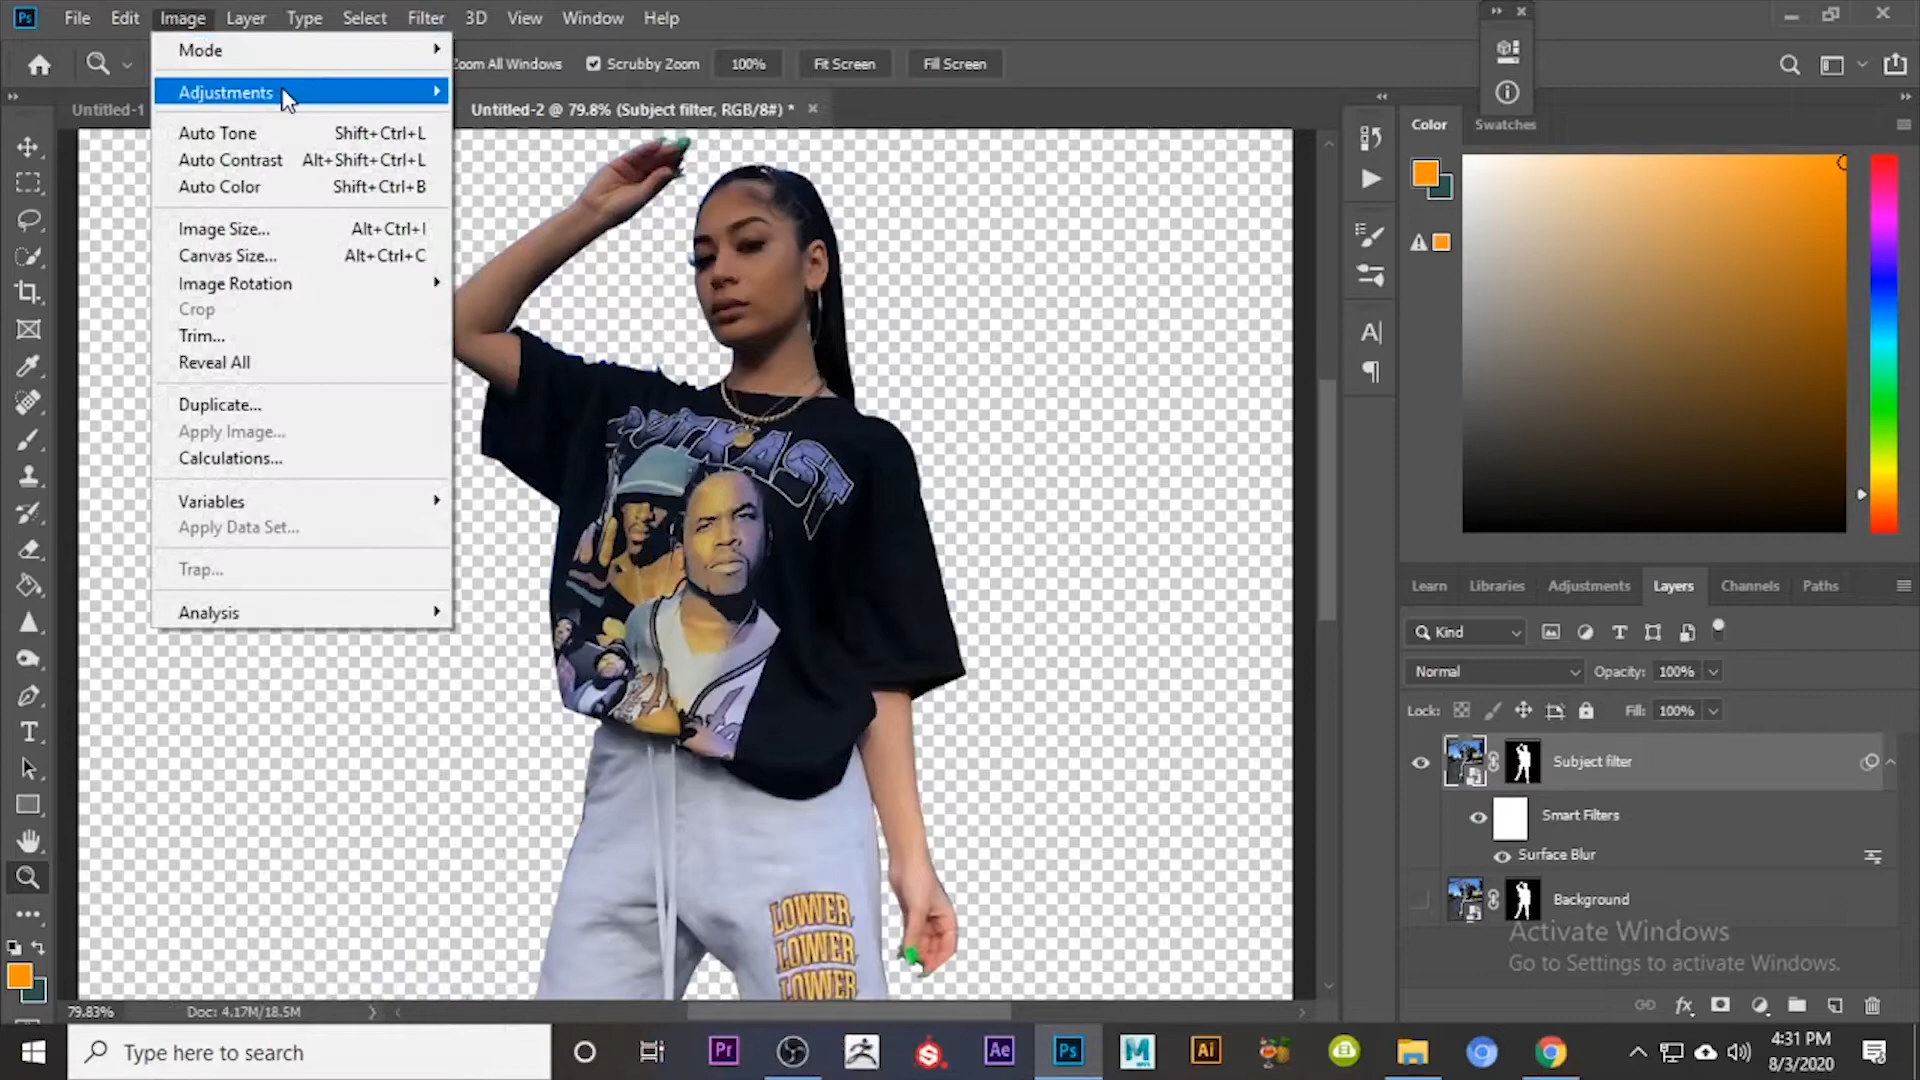 Ps File Edit Image Layer Type Select Filter 3D View Window Help
Zoom All Windows Scrubby Zoom 100% Fit Screen Fill Screen
Untitled-1 Untitled-2 @ 79.8% (Subject filter, RGB/8#) *
Mode
Adjustments
Auto Tone Shift+Ctrl+L
Auto Contrast Alt+Shift+Ctrl+L
Auto Color Shift+Ctrl+B
Image Size... Alt+Ctrl+I
Canvas Size... Alt+Ctrl+C
Image Rotation
Crop
Trim...
Reveal All
Duplicate...
Apply Image...
Calculations...
Variables
Apply Data Set...
Trap...
Analysis
OUTKAST
LOWER
LOWER
LOWER
Color Swatches
Learn Libraries Adjustments Layers Channels Paths
Kind
Normal Opacity: 100%
Lock: Fill: 100%
Subject filter
Smart Filters
Surface Blur
Background
Activate Windows
Go to Settings to activate Windows.
79.83% Doc: 4.17M/18.5M
Type here to search
Pr Ae Ps M Ai
4:31 PM
8/3/2020